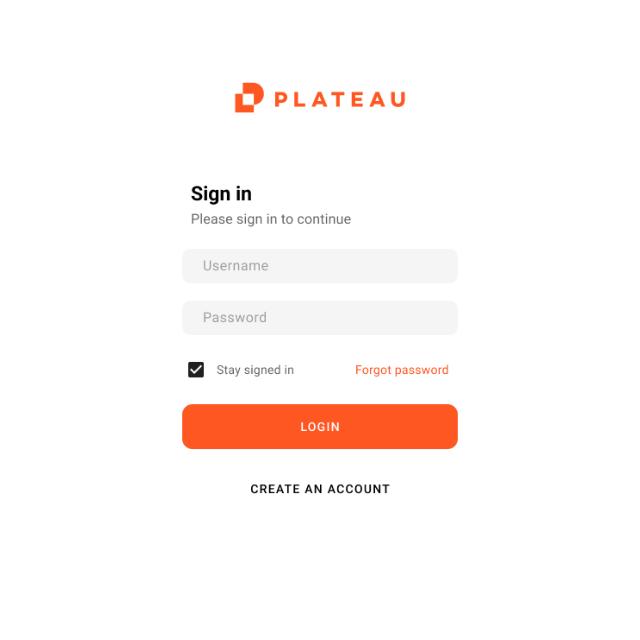 PLATEAU
Sign in
Please sign in to continue
Username
Password
Stay signed in Forgot password
LOGIN
CREATE AN ACCOUNT